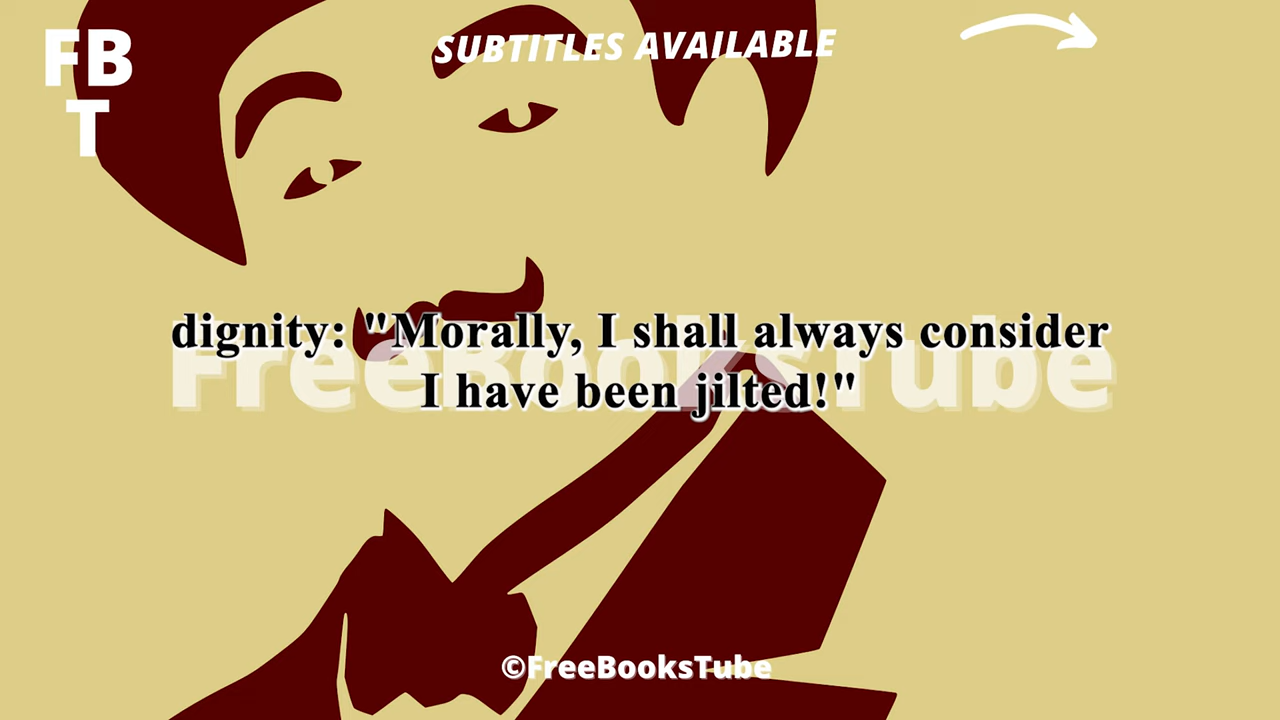 FB
T
SUBTITLES AVAILABLE
dignity: "Morally, I shall always consider
I have been jilted!"
FreeBooksTube
©FreeBooksTube